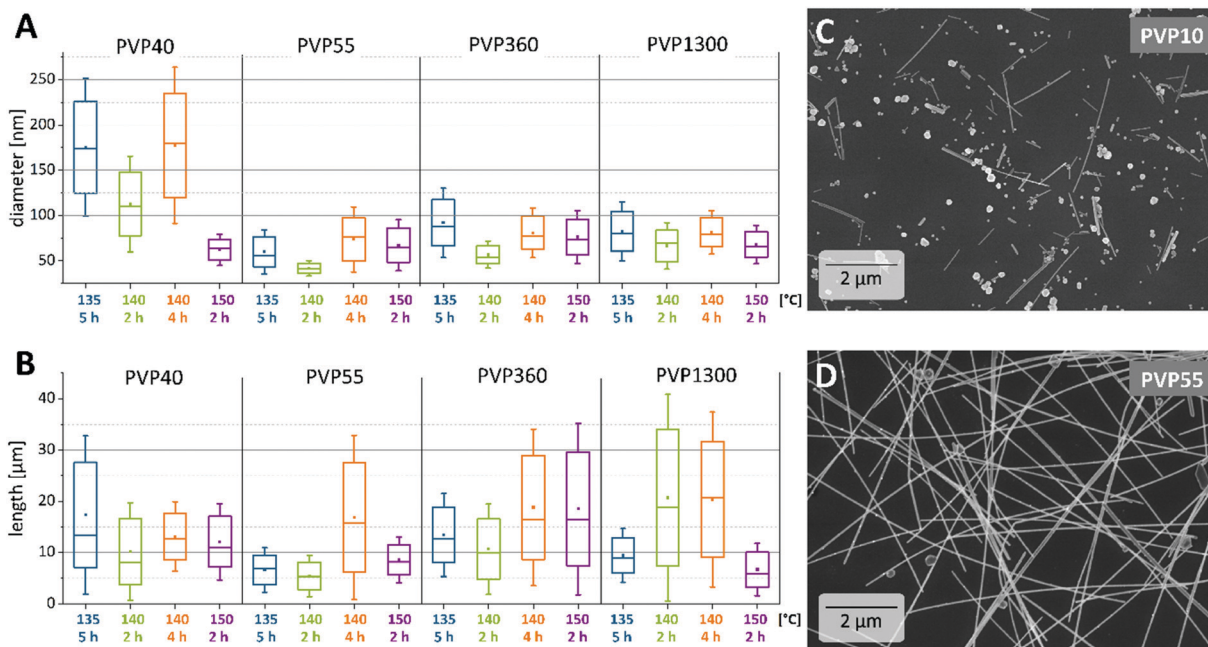 A
PVP40 PVP55 PVP360 PVP1300
diameter [nm]
250
200
150
100
50
135 140 140 150 135 140 140 150 135 140 140 150 135 140 140 150 [°C]
5 h 2 h 4 h 2 h 5 h 2 h 4 h 2 h 5 h 2 h 4 h 2 h 5 h 2 h 4 h 2 h
B
PVP40 PVP55 PVP360 PVP1300
length [µm]
40
30
20
10
0
135 140 140 150 135 140 140 150 135 140 140 150 135 140 140 150 [°C]
5 h 2 h 4 h 2 h 5 h 2 h 4 h 2 h 5 h 2 h 4 h 2 h 5 h 2 h 4 h 2 h
C
PVP10
2 µm
D
PVP55
2 µm